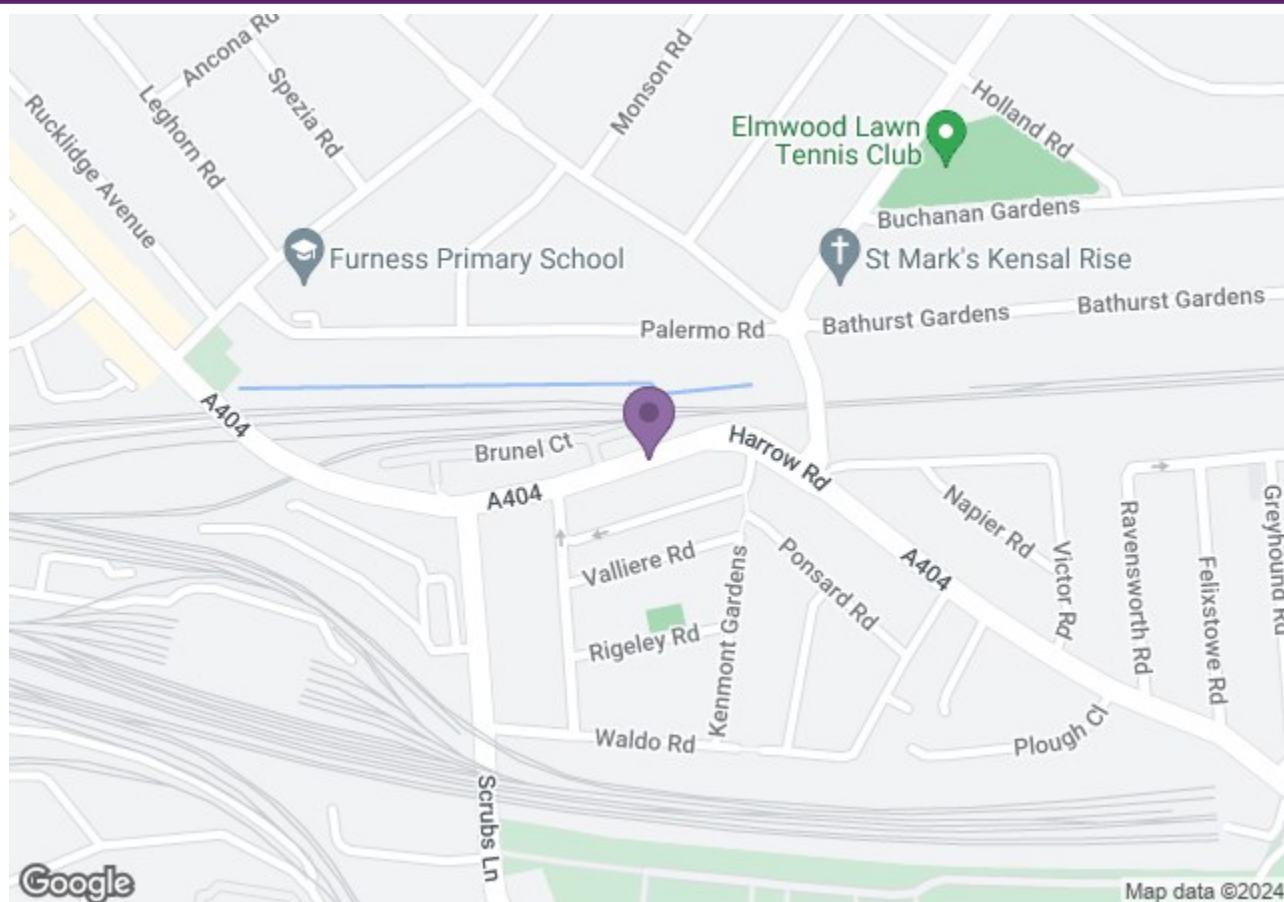 Ancona Rd
Spezia Rd
Leghorn Rd
Rucklidge Avenue
Monson Rd
Holland Rd
Elmwood Lawn
Tennis Club
Buchanan Gardens
Furness Primary School
St Mark's Kensal Rise
Palermo Rd
Bathurst Gardens
Bathurst Gardens
A404
Brunel Ct
A404
Harrow Rd
A404
Napier Rd
Victor Rd
Ravensworth Rd
Felixstowe Rd
Greyhound Rd
Valliere Rd
Ponsard Rd
Rigeley Rd
Kenmont Gardens
Waldo Rd
Plough Cl
Scrubs Ln
Google
Map data ©2024